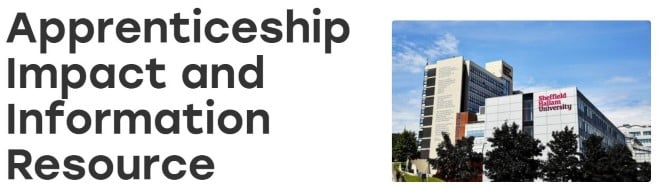 Apprenticeship
Impact and
Information
Resource
Sheffield
Hallam
University